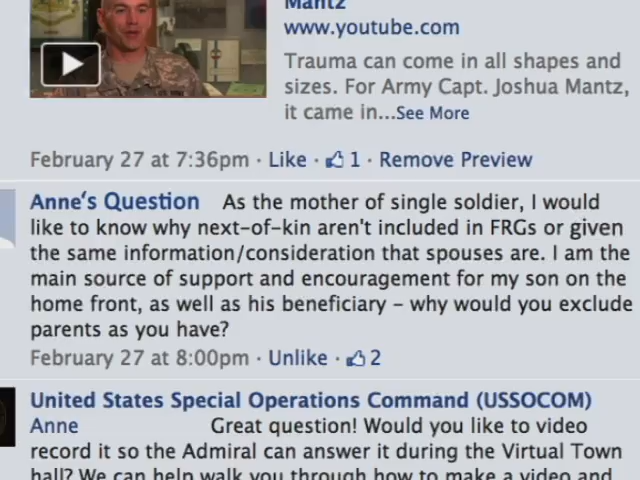 Mantz
www.youtube.com
Trauma can come in all shapes and
sizes. For Army Capt. Joshua Mantz,
it came in...See More
February 27 at 7:36pm · Like · 1 · Remove Preview
Anne's Question As the mother of single soldier, I would
like to know why next-of-kin aren't included in FRGs or given
the same information/consideration that spouses are. I am the
main source of support and encouragement for my son on the
home front, as well as his beneficiary – why would you exclude
parents as you have?
February 27 at 8:00pm · Unlike · 2
United States Special Operations Command (USSOCOM)
Anne Great question! Would you like to video
record it so the Admiral can answer it during the Virtual Town
hall? We can help walk you through how to make a video and